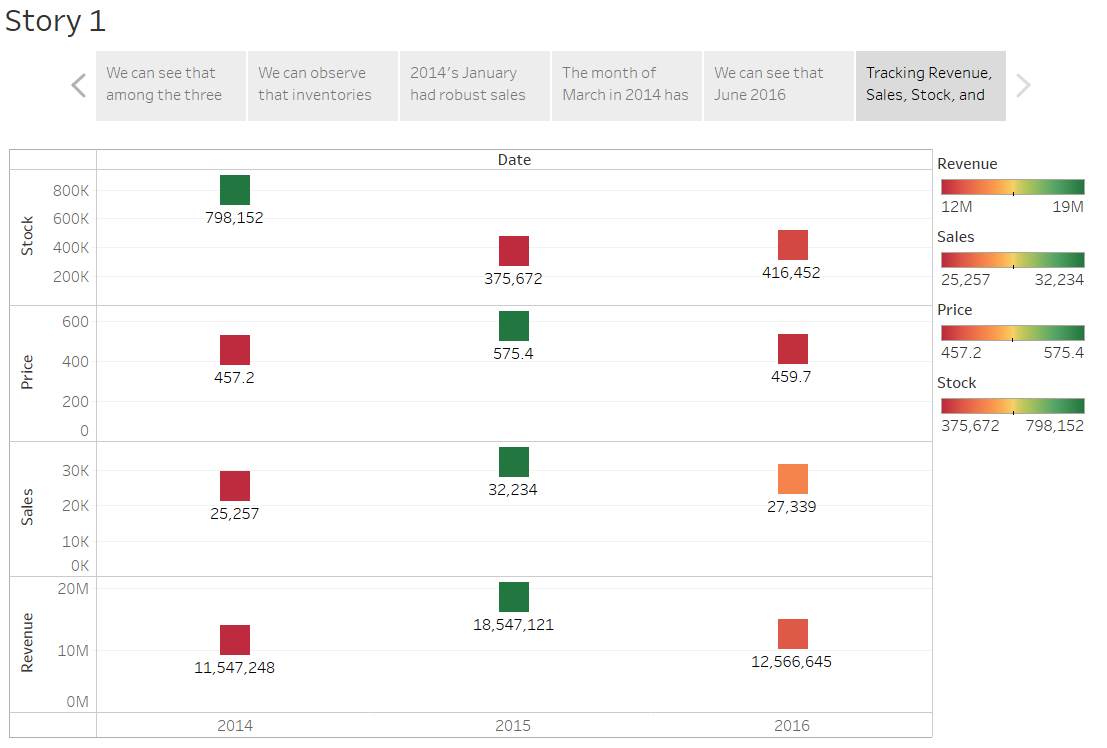 Story 1
We can see that
among the three
We can observe
that inventories
2014's January
had robust sales
The month of
March in 2014 has
We can see that
June 2016
Tracking Revenue,
Sales, Stock, and
Date
Stock
800K
600K
400K
200K
798,152
375,672
416,452
Price
600
400
200
0
457.2
575.4
459.7
Sales
30K
20K
10K
0K
25,257
32,234
27,339
Revenue
20M
10M
0M
11,547,248
18,547,121
12,566,645
2014
2015
2016
Revenue
12M 19M
Sales
25,257 32,234
Price
457.2 575.4
Stock
375,672 798,152